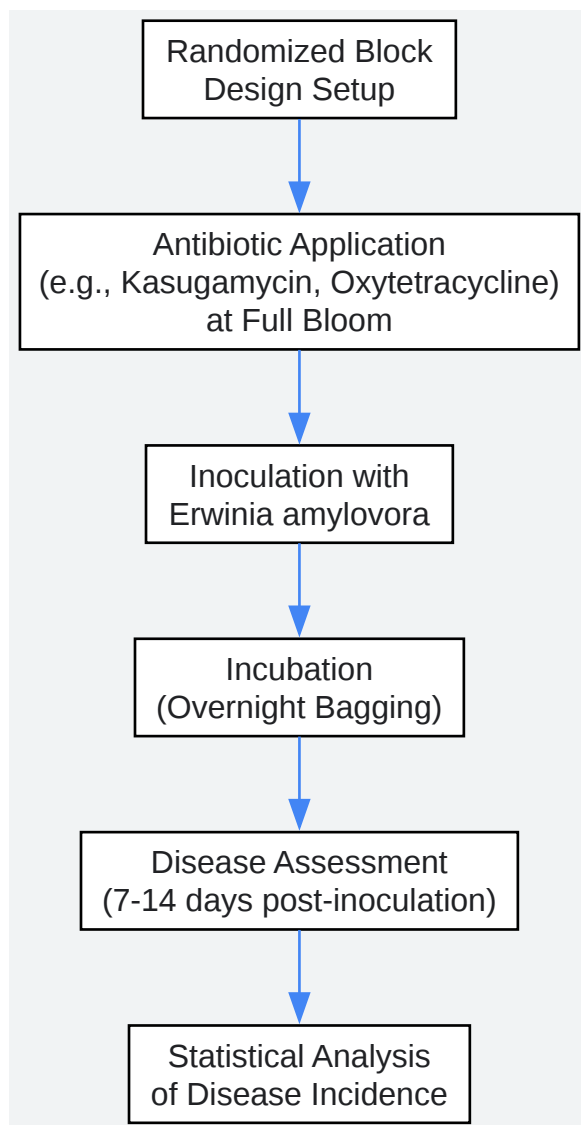 Randomized Block
Design Setup
Antibiotic Application
(e.g., Kasugamycin, Oxytetracycline)
at Full Bloom
Inoculation with
Erwinia amylovora
Incubation
(Overnight Bagging)
Disease Assessment
(7-14 days post-inoculation)
Statistical Analysis
of Disease Incidence